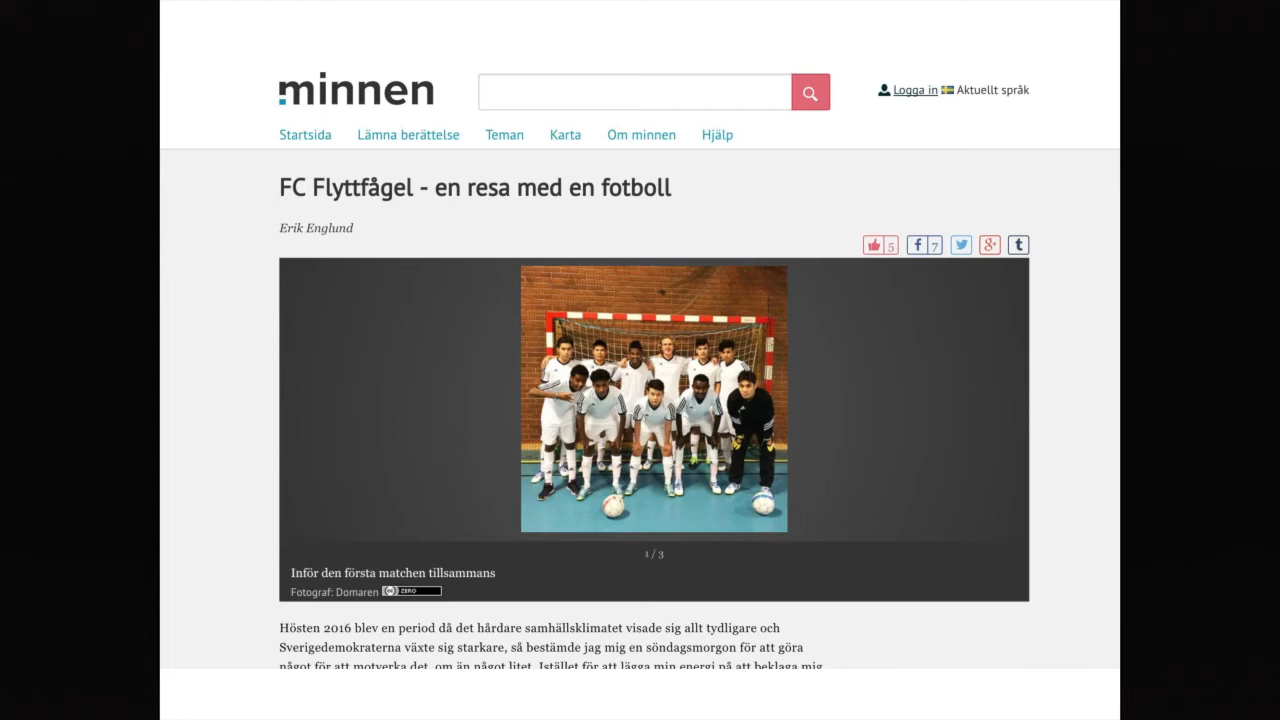 minnen
Logga in Aktuellt språk
Startsida Lämna berättelse Teman Karta Om minnen Hjälp
FC Flyttfågel - en resa med en fotboll
Erik Englund
5 7
1 / 3
Inför den första matchen tillsammans
Fotograf: Domaren ZERO
Hösten 2016 blev en period då det hårdare samhällsklimatet visade sig allt tydligare och
Sverigedemokraterna växte sig starkare, så bestämde jag mig en söndagsmorgon för att göra
något för att motverka det, om än något litet. Istället för att lägga min energi på att beklaga mig